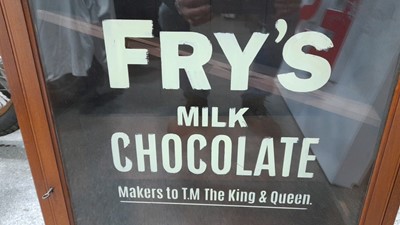 FRY'S
MILK
CHOCOLATE
Makers to T.M The King & Queen.